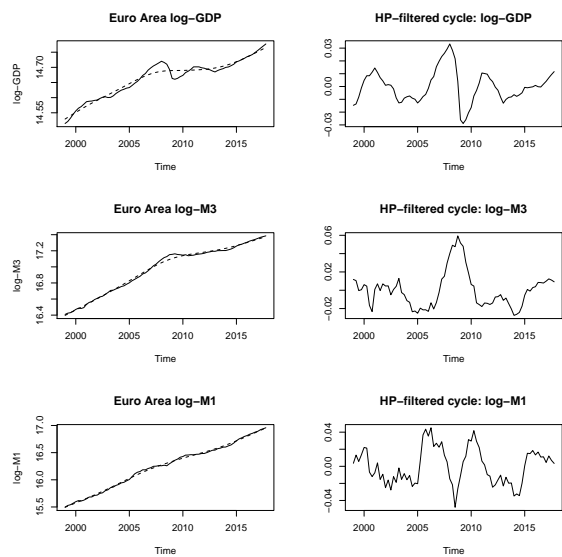 Euro Area log−GDP
log−GDP
14.55 14.70
2000 2005 2010 2015
Time
HP−filtered cycle: log−GDP
−0.03 0.00 0.03
2000 2005 2010 2015
Time
Euro Area log−M3
log−M3
16.4 16.8 17.2
2000 2005 2010 2015
Time
HP−filtered cycle: log−M3
−0.02 0.02 0.06
2000 2005 2010 2015
Time
Euro Area log−M1
log−M1
15.5 16.0 16.5 17.0
2000 2005 2010 2015
Time
HP−filtered cycle: log−M1
−0.04 0.00 0.04
2000 2005 2010 2015
Time